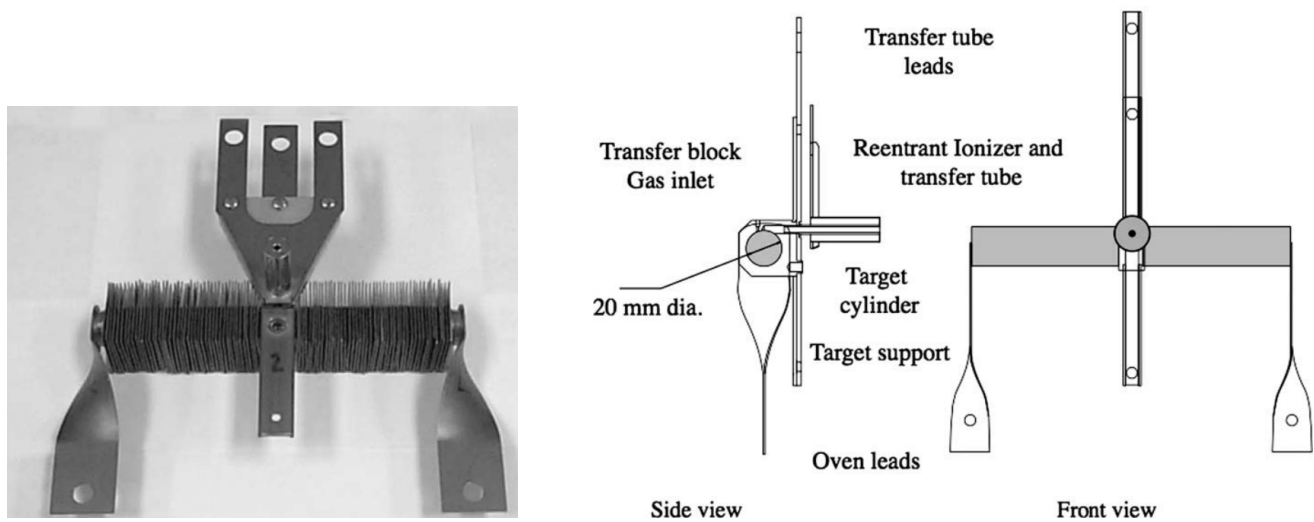 Transfer tube
leads
Transfer block
Gas inlet
Reentrant Ionizer and
transfer tube
20 mm dia.
Target
cylinder
Target support
Oven leads
Side view
Front view
2